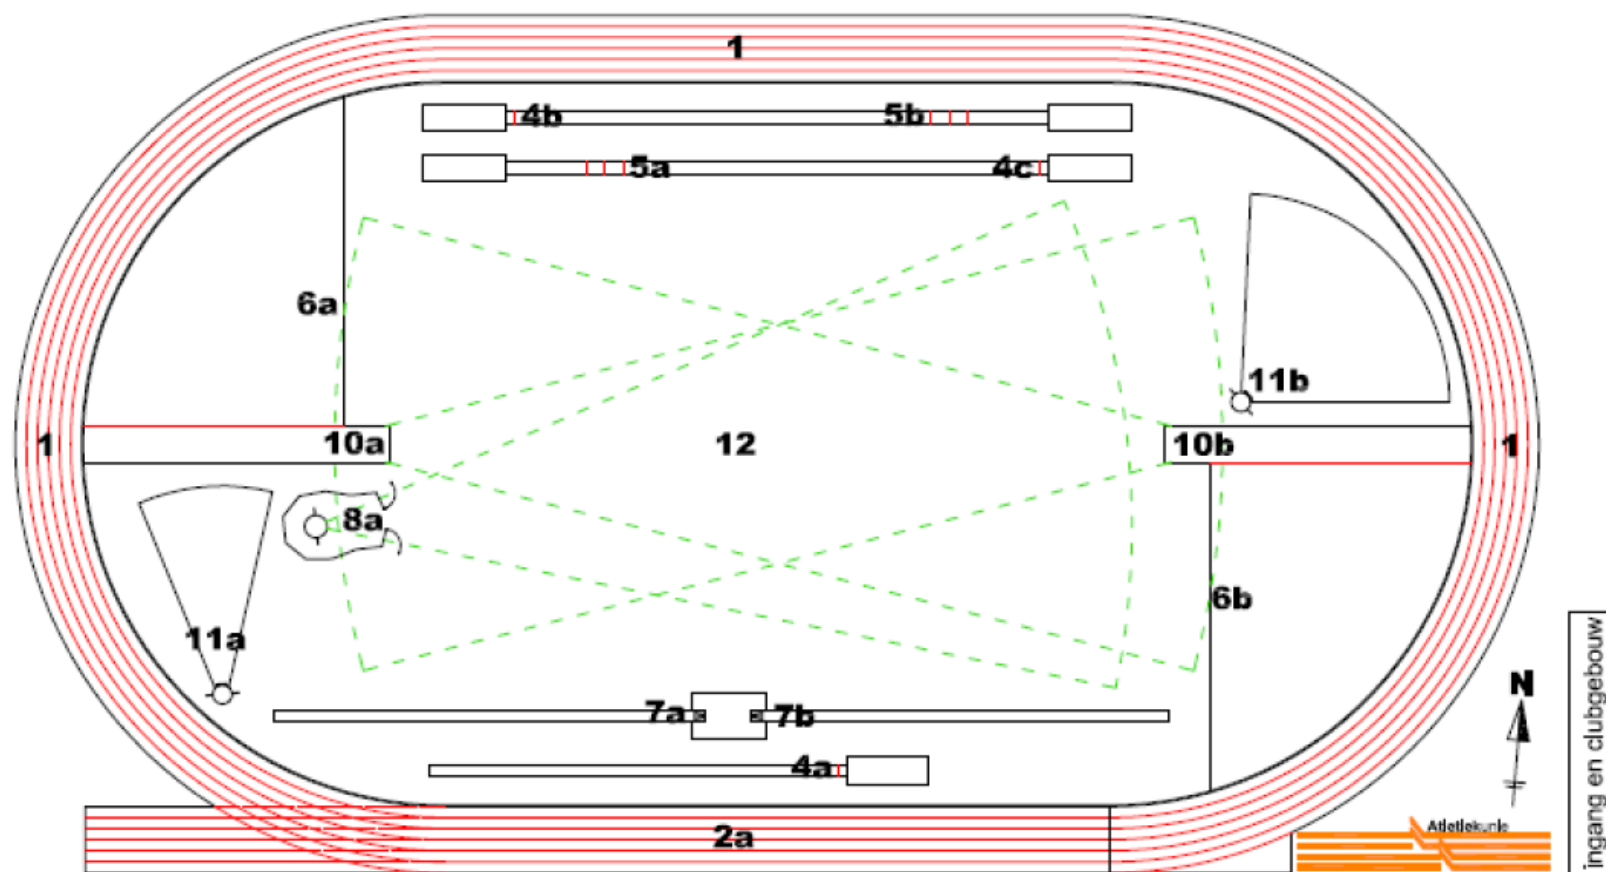 1
4b
5b
5a
4c
6a
11b
1
10a
12
10b
1
8a
6b
11a
7a
7b
4a
N
2a
Atletiekunie
ingang en clubgebouw